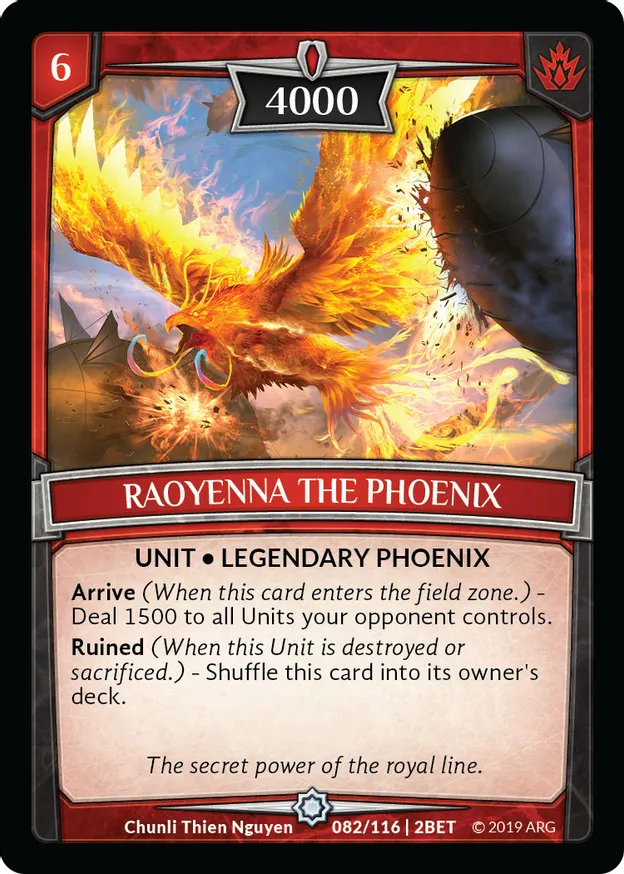 6
4000
RAOYENNA THE PHOENIX
UNIT • LEGENDARY PHOENIX
Arrive (When this card enters the field zone.) -
Deal 1500 to all Units your opponent controls.
Ruined (When this Unit is destroyed or
sacrificed.) - Shuffle this card into its owner's
deck.
The secret power of the royal line.
Chunli Thien Nguyen 082/116 | 2BET © 2019 ARG